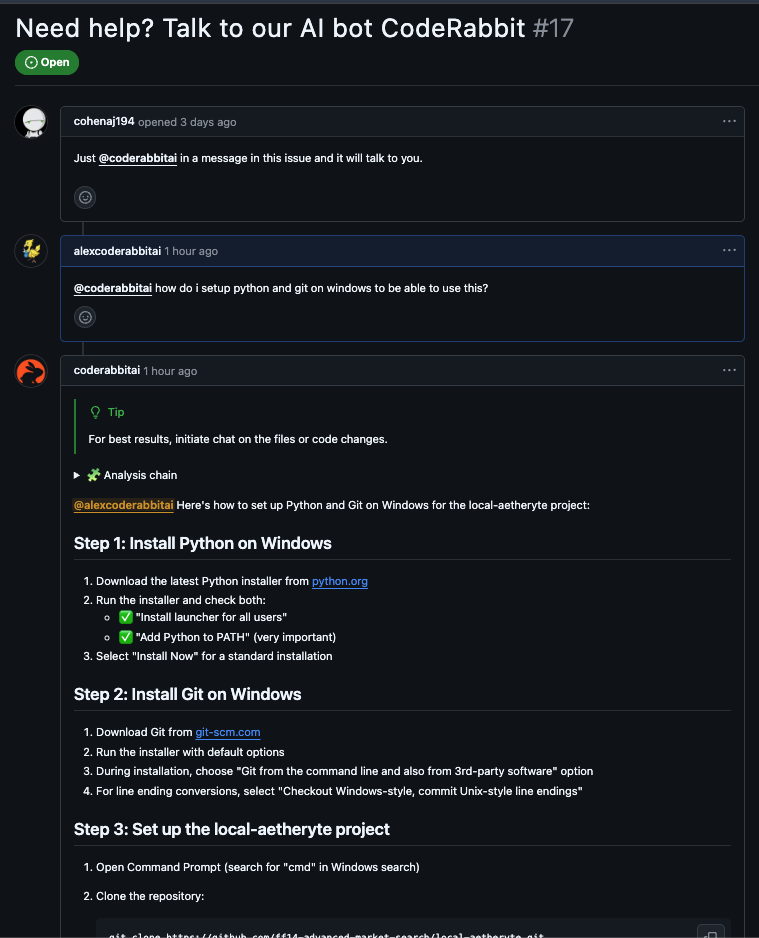 Need help? Talk to our AI bot CodeRabbit #17
Open
cohenaj194 opened 3 days ago
Just @coderabbitai in a message in this issue and it will talk to you.
alexcoderabbitai 1 hour ago
@coderabbitai how do i setup python and git on windows to be able to use this?
coderabbitai 1 hour ago
Tip
For best results, initiate chat on the files or code changes.
Analysis chain
@alexcoderabbitai Here's how to set up Python and Git on Windows for the local-aetheryte project:
Step 1: Install Python on Windows
1. Download the latest Python installer from python.org
2. Run the installer and check both:
"Install launcher for all users"
"Add Python to PATH" (very important)
3. Select "Install Now" for a standard installation
Step 2: Install Git on Windows
1. Download Git from git-scm.com
2. Run the installer with default options
3. During installation, choose "Git from the command line and also from 3rd-party software" option
4. For line ending conversions, select "Checkout Windows-style, commit Unix-style line endings"
Step 3: Set up the local-aetheryte project
1. Open Command Prompt (search for "cmd" in Windows search)
2. Clone the repository:
git clone https://github.com/ff14-advanced-market-search/local-aetheryte.git